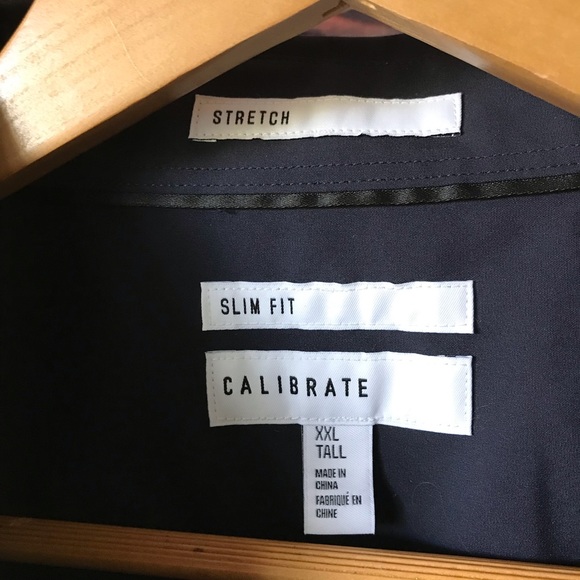 STRETCH
SLIM FIT
CALIBRATE
XXL
TALL
MADE IN
CHINA
FABRIQUÉ EN
CHINE